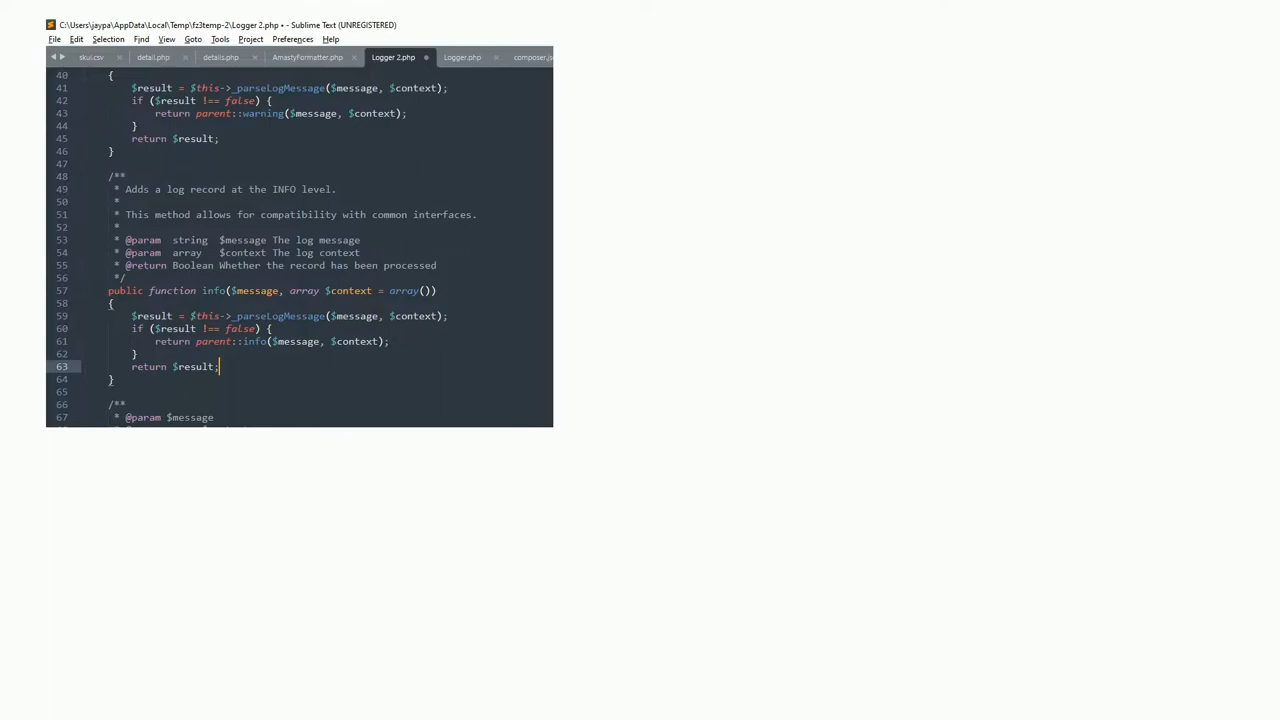 C:\Users\jaypa\AppData\Local\Temp\fz3temp-2\Logger 2.php • - Sublime Text (UNREGISTERED)
File Edit Selection Find View Goto Tools Project Preferences Help
skui.csv detail.php details.php AmastyFormatter.php Logger 2.php Logger.php composer.js
40 {
41 $result = $this->_parseLogMessage($message, $context);
42 if ($result !== false) {
43 return parent::warning($message, $context);
44 }
45 return $result;
46 }
47
48 /**
49 * Adds a log record at the INFO level.
50 *
51 * This method allows for compatibility with common interfaces.
52 *
53 * @param string $message The log message
54 * @param array $context The log context
55 * @return Boolean Whether the record has been processed
56 */
57 public function info($message, array $context = array())
58 {
59 $result = $this->_parseLogMessage($message, $context);
60 if ($result !== false) {
61 return parent::info($message, $context);
62 }
63 return $result;
64 }
65
66 /**
67 * @param $message